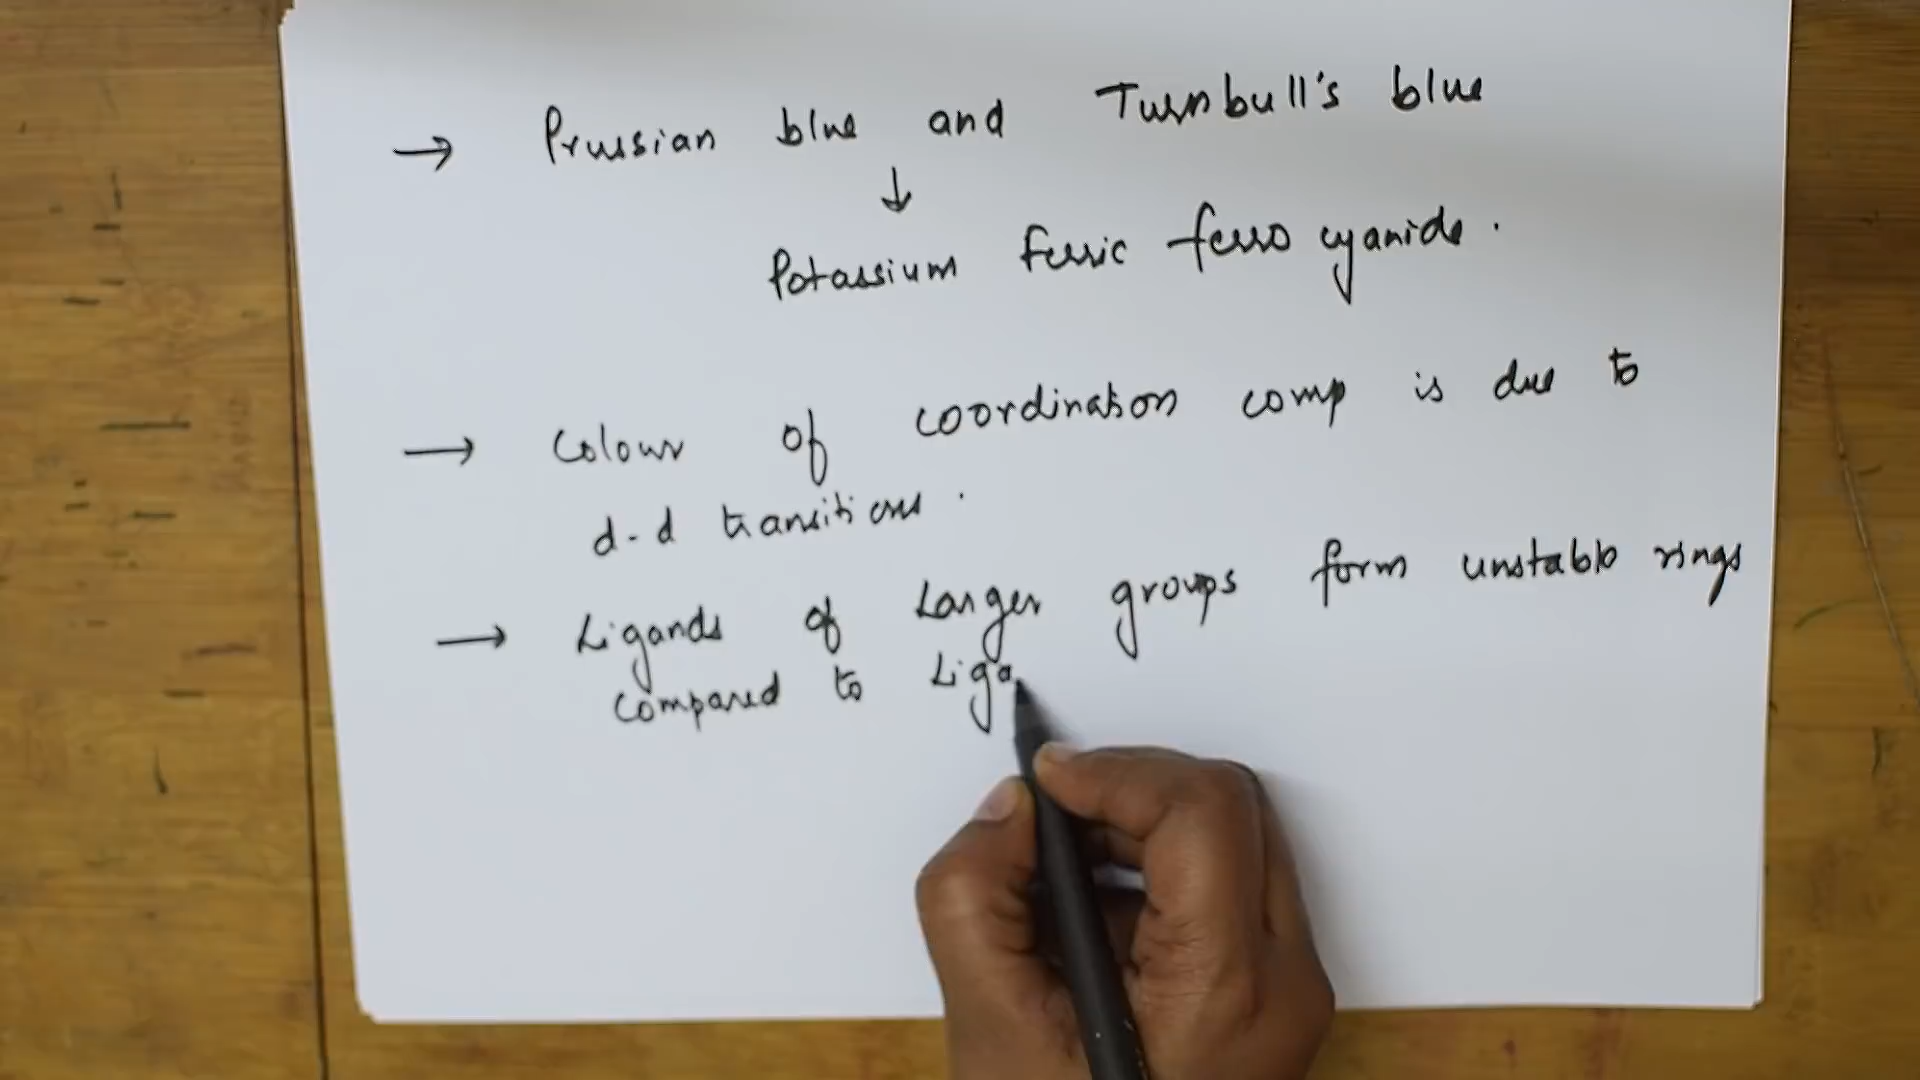 → Prussian blue and Turnbull's blue
↓
Potassium ferric ferro cyanide.
→ Colour of coordination comp is due to
d-d transitions.
→ Ligands of Larger groups form unstable rings
compared to Liga